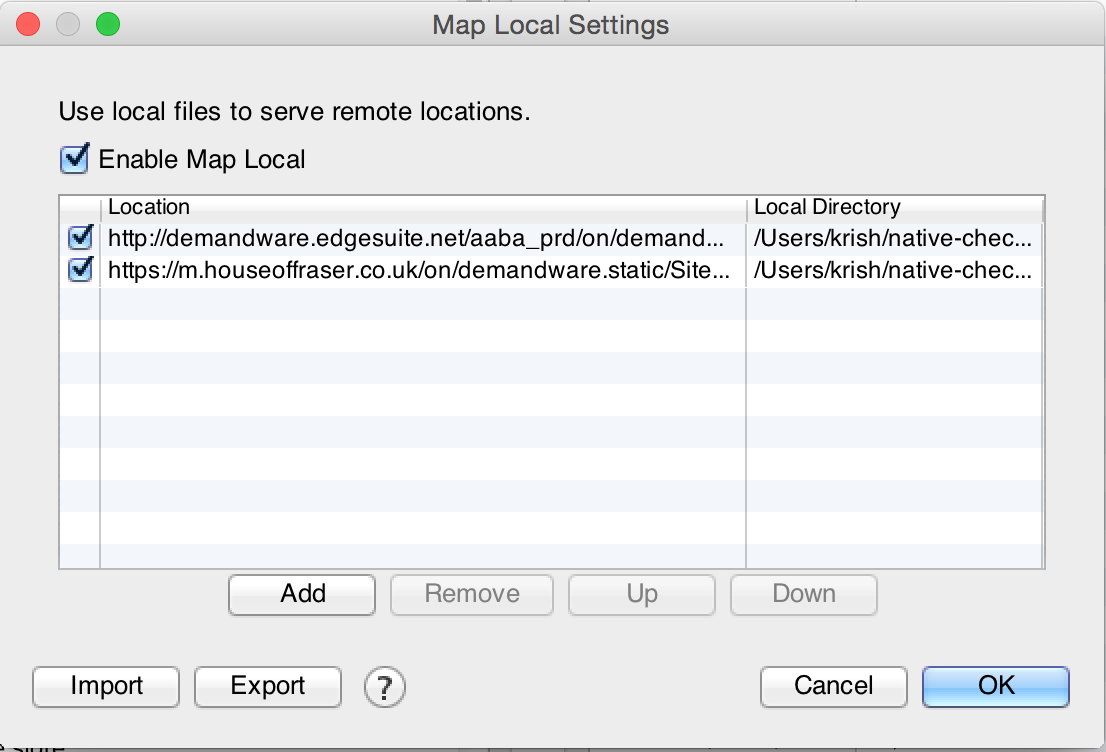 Map Local Settings
Use local files to serve remote locations.
Enable Map Local
Location Local Directory
http://demandware.edgesuite.net/aaba_prd/on/demand... /Users/krish/native-chec...
https://m.houseoffraser.co.uk/on/demandware.static/Site... /Users/krish/native-chec...
Add Remove Up Down
Import Export ? Cancel OK